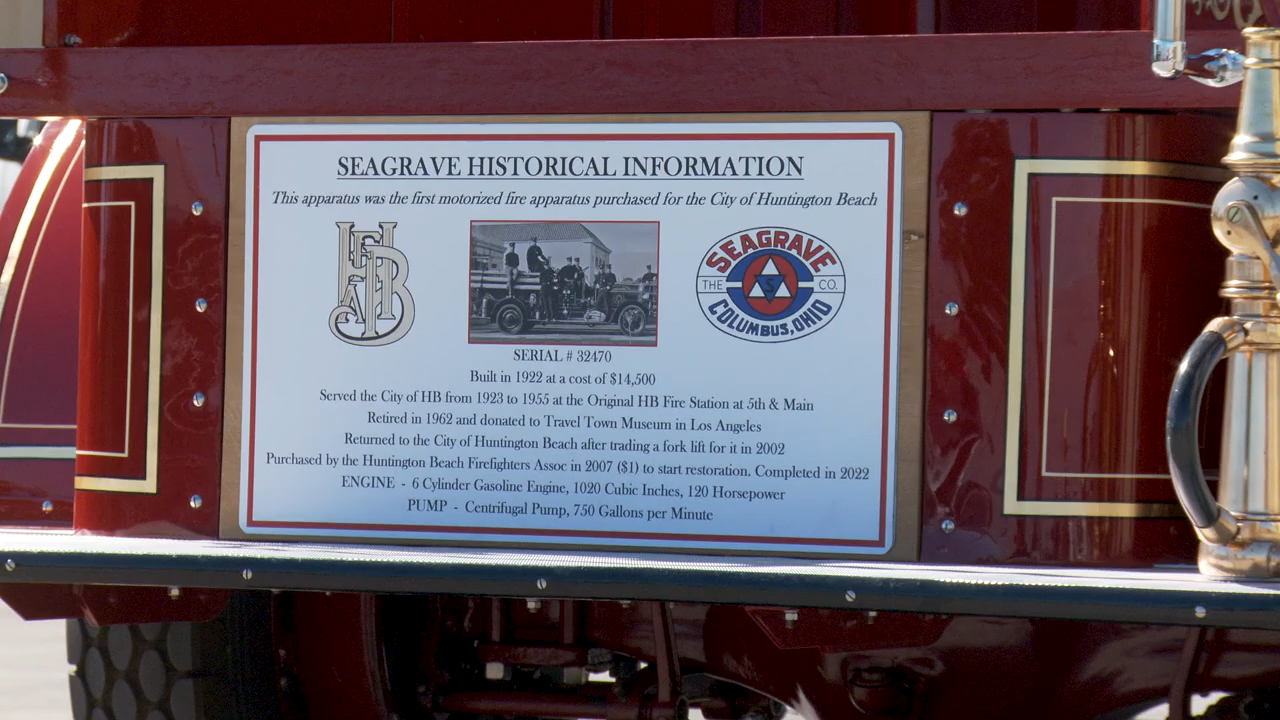 SEAGRAVE HISTORICAL INFORMATION
This apparatus was the first motorized fire apparatus purchased for the City of Huntington Beach
HBFA
SEAGRAVE
THE CO.
S
COLUMBUS, OHIO
SERIAL # 32470
Built in 1922 at a cost of $14,500
Served the City of HB from 1923 to 1955 at the Original HB Fire Station at 5th & Main
Retired in 1962 and donated to Travel Town Museum in Los Angeles
Returned to the City of Huntington Beach after trading a fork lift for it in 2002
Purchased by the Huntington Beach Firefighters Assoc in 2007 ($1) to start restoration. Completed in 2022
ENGINE - 6 Cylinder Gasoline Engine, 1020 Cubic Inches, 120 Horsepower
PUMP - Centrifugal Pump, 750 Gallons per Minute